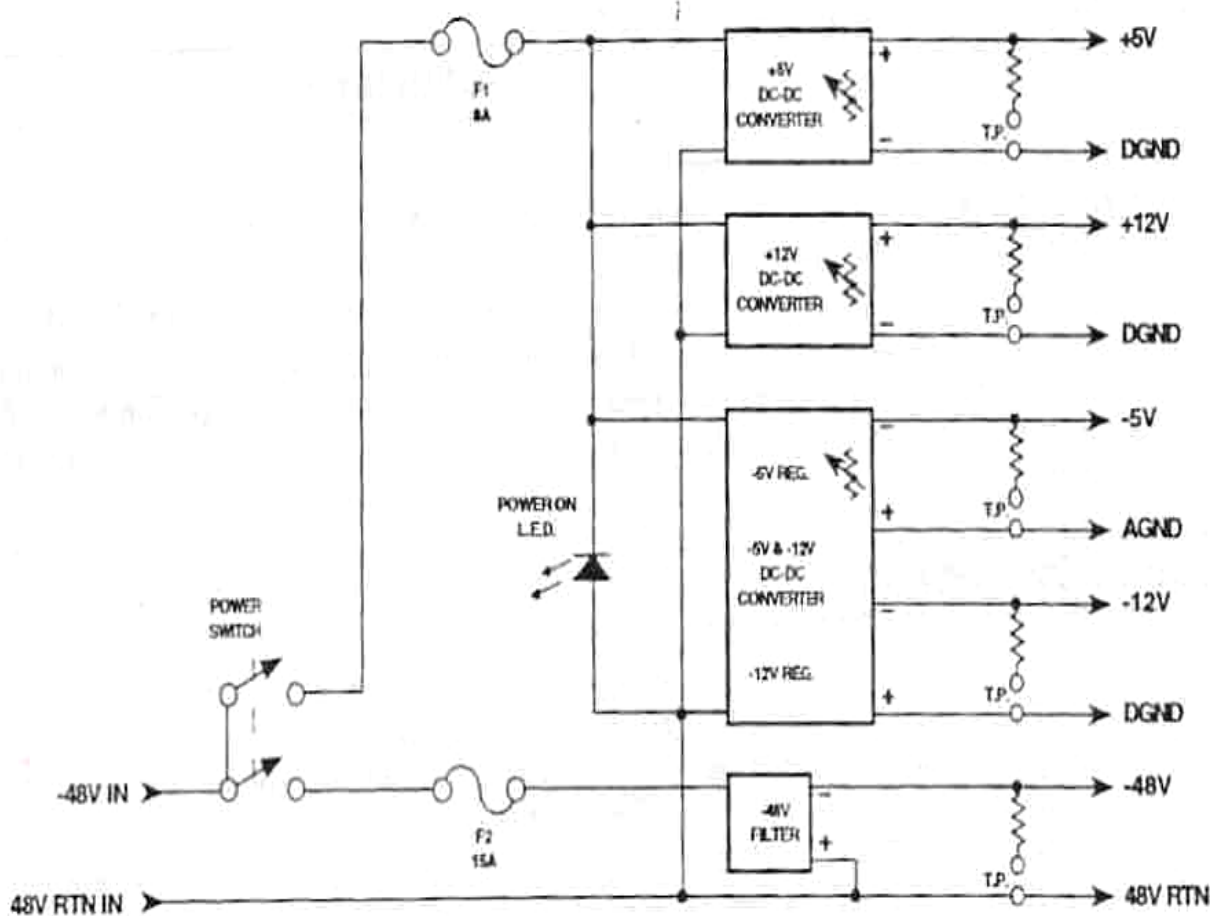 +5V
F1
8A
+5V
DC-DC
CONVERTER
+
-
T.P.
DGND
+12V
+12V
DC-DC
CONVERTER
+
-
T.P.
DGND
-5V
-5V REG.
-
POWER ON
L.E.D.
T.P.
+
AGND
-5V & -12V
DC-DC
CONVERTER
-12V
-
POWER
SWITCH
-12V REG.
T.P.
+
DGND
-48V IN
F2
15A
-48V
FILTER
-
+
-48V
T.P.
48V RTN IN
48V RTN